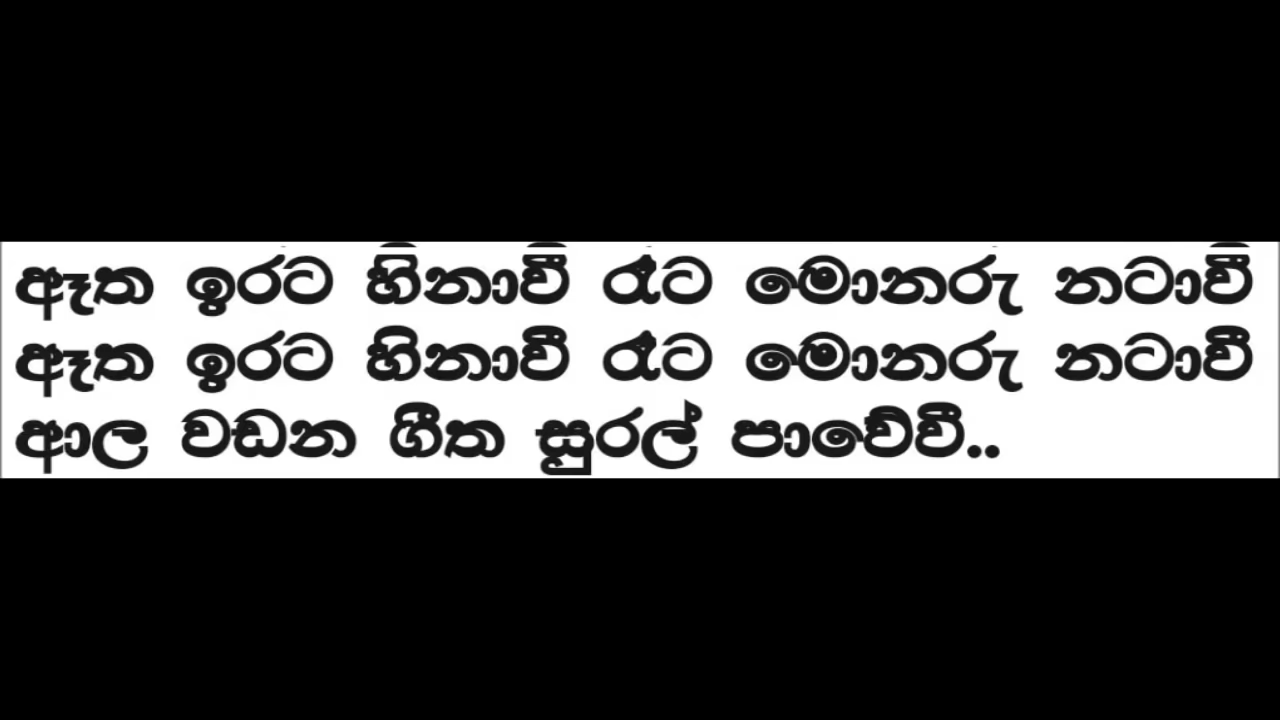 ඈත ඉරට හිනාවී රෑට මොනරු නටාවී
ඈත ඉරට හිනාවී රෑට මොනරු නටාවී
ආල වඩන ගීත සුරල් පාවේවී..